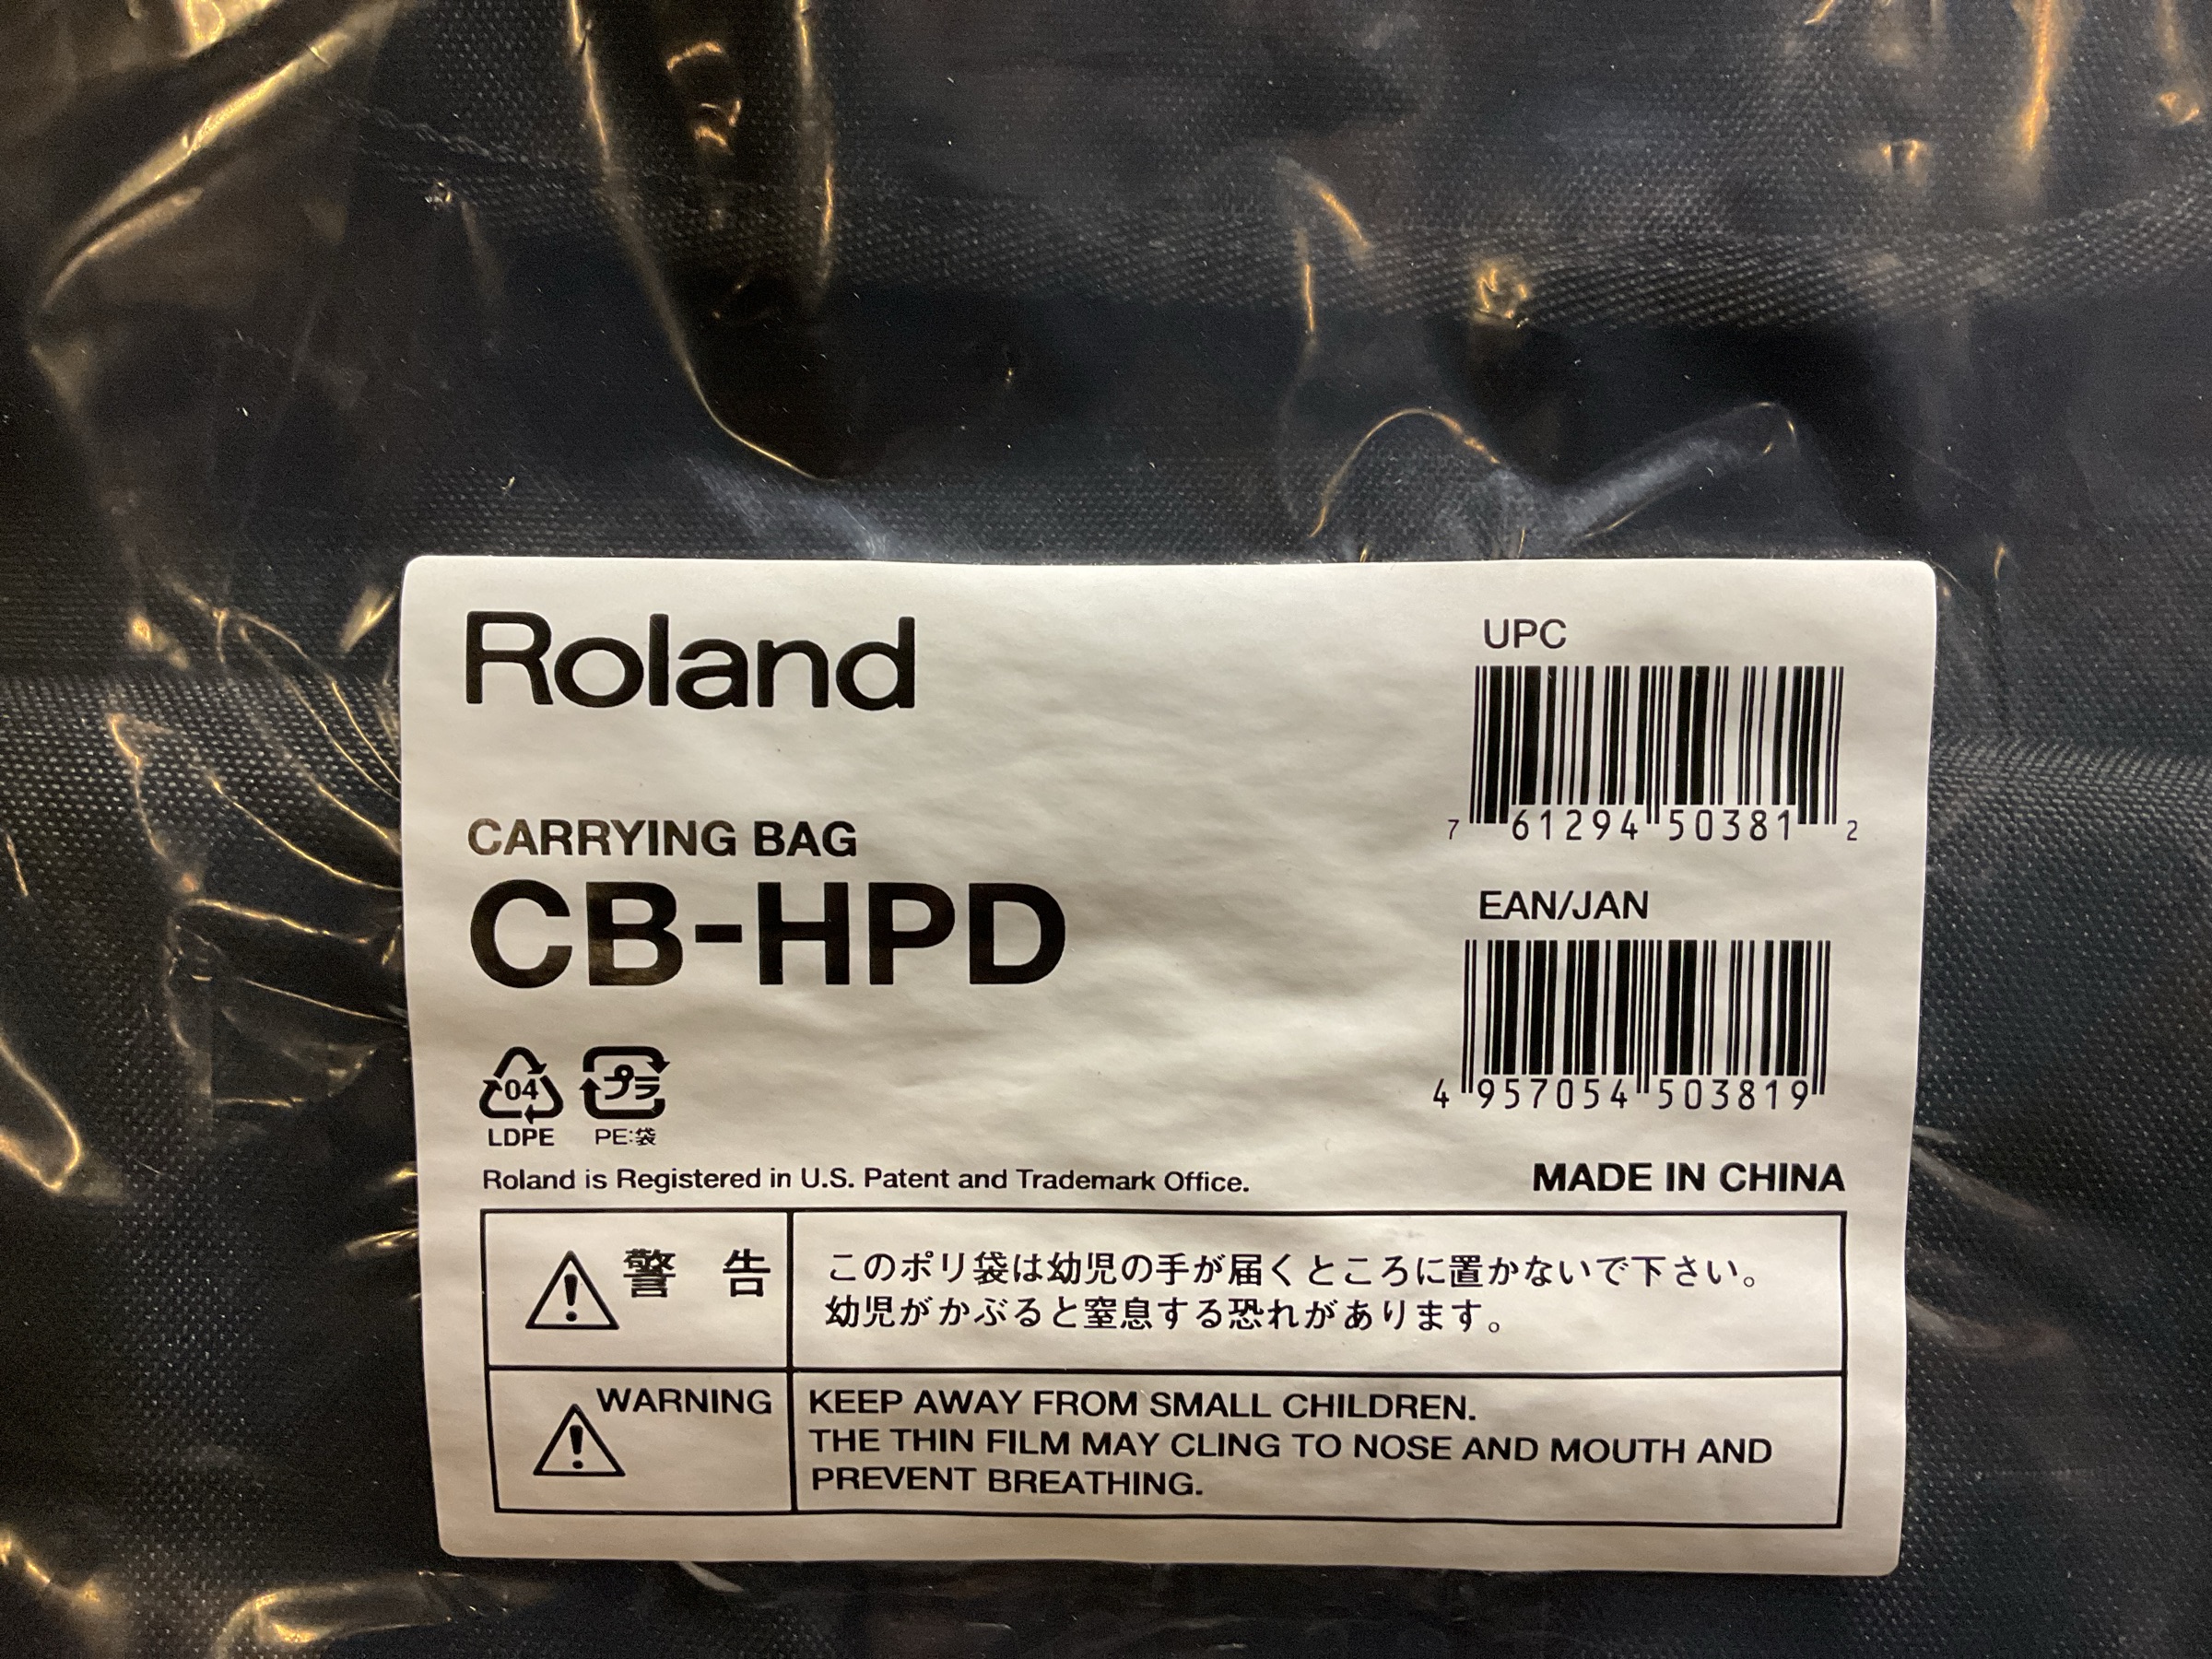 Roland
CARRYING BAG
CB-HPD
UPC
7 61294 50381 2
EAN/JAN
4 957054 503819
04
LDPE
プラ
PE:袋
Roland is Registered in U.S. Patent and Trademark Office.
MADE IN CHINA
警 告
このポリ袋は幼児の手が届くところに置かないで下さい。
幼児がかぶると窒息する恐れがあります。
WARNING
KEEP AWAY FROM SMALL CHILDREN.
THE THIN FILM MAY CLING TO NOSE AND MOUTH AND
PREVENT BREATHING.